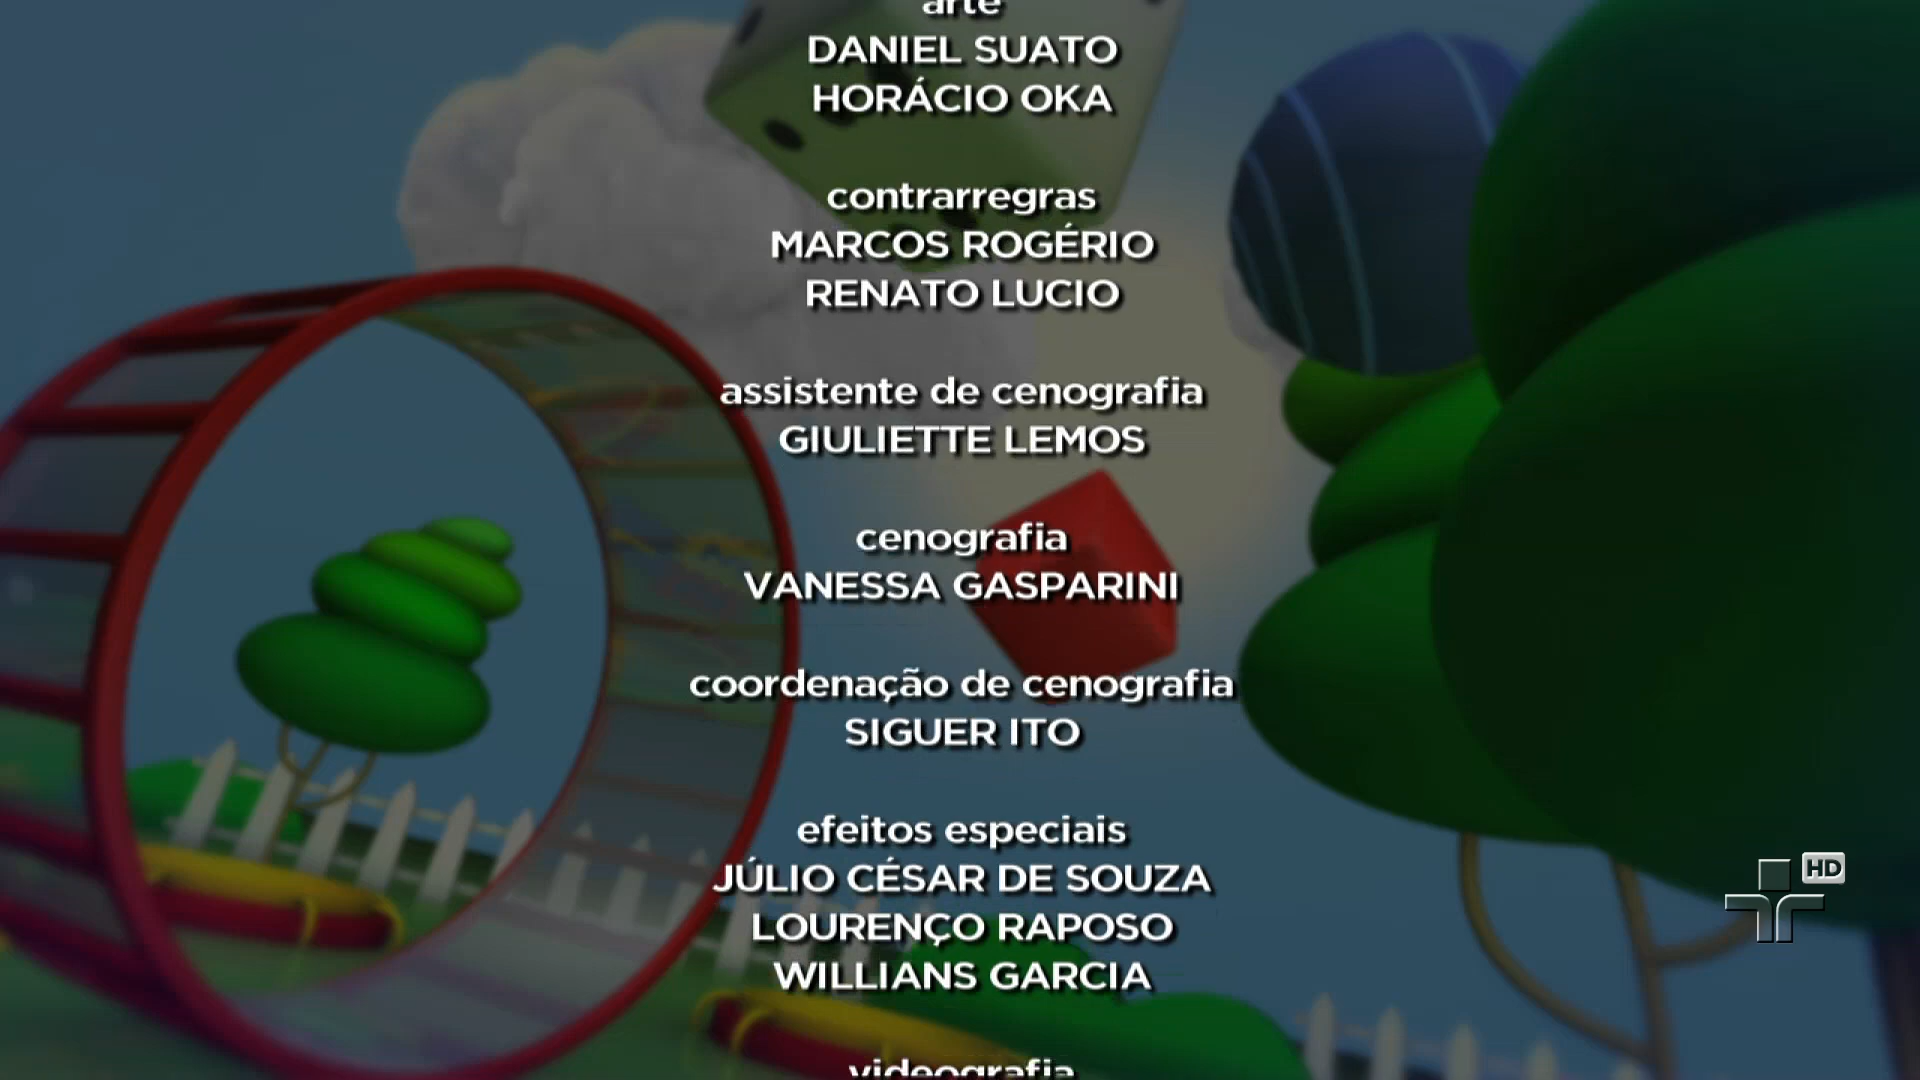 arte
DANIEL SUATO
HORÁCIO OKA
contrarregras
MARCOS ROGÉRIO
RENATO LUCIO
assistente de cenografia
GIULIETTE LEMOS
cenografia
VANESSA GASPARINI
coordenação de cenografia
SIGUER ITO
efeitos especiais
JÚLIO CÉSAR DE SOUZA
LOURENÇO RAPOSO
WILLIANS GARCIA
HD
videografia